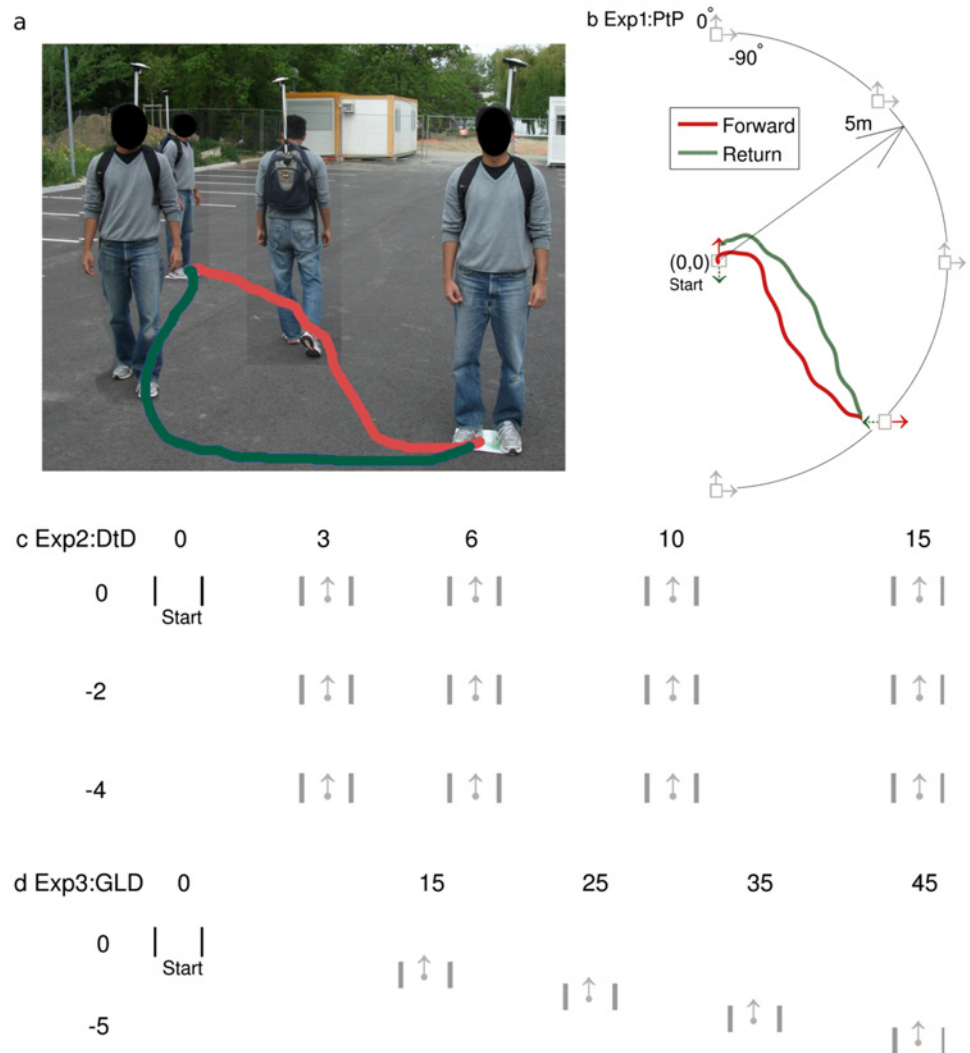 a
b Exp1:PtP
0°
-90°
Forward
Return
5m
(0,0)
Start
c Exp2:DtD 0 3 6 10 15
0
Start
-2
-4
d Exp3:GLD 0 15 25 35 45
0
Start
-5